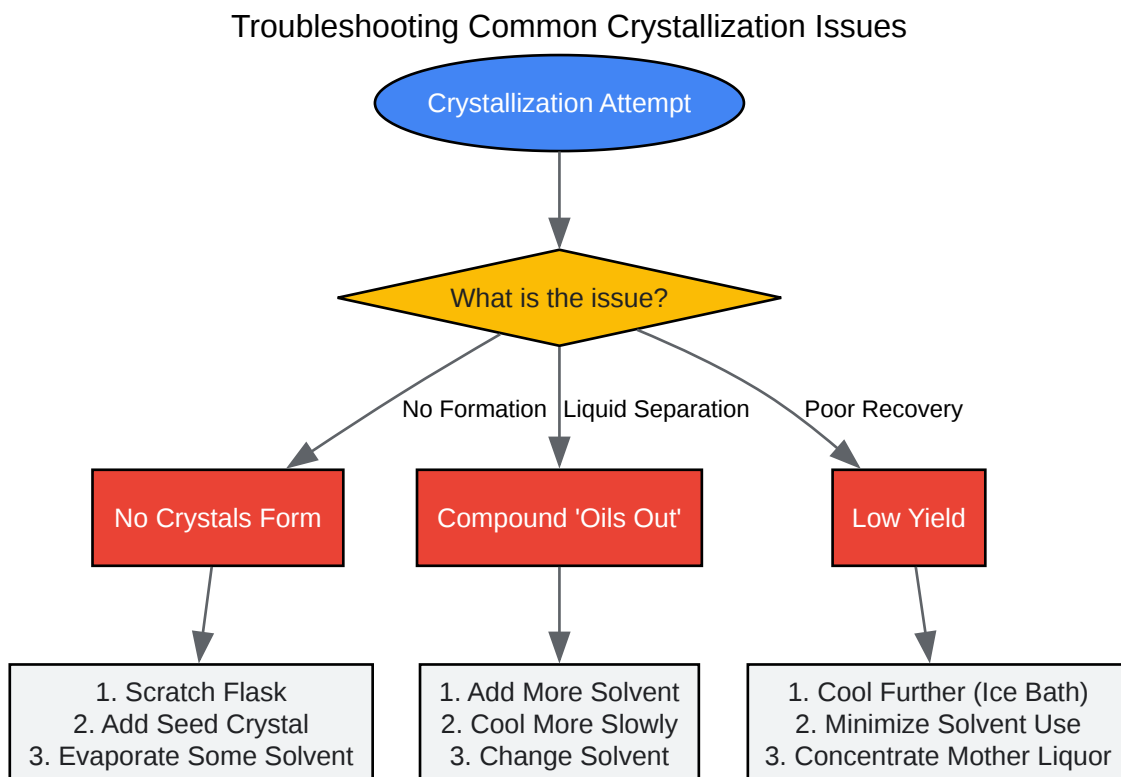 Troubleshooting Common Crystallization Issues
Crystallization Attempt
What is the issue?
No Formation
Liquid Separation
Poor Recovery
No Crystals Form
Compound 'Oils Out'
Low Yield
1. Scratch Flask
2. Add Seed Crystal
3. Evaporate Some Solvent
1. Add More Solvent
2. Cool More Slowly
3. Change Solvent
1. Cool Further (Ice Bath)
2. Minimize Solvent Use
3. Concentrate Mother Liquor